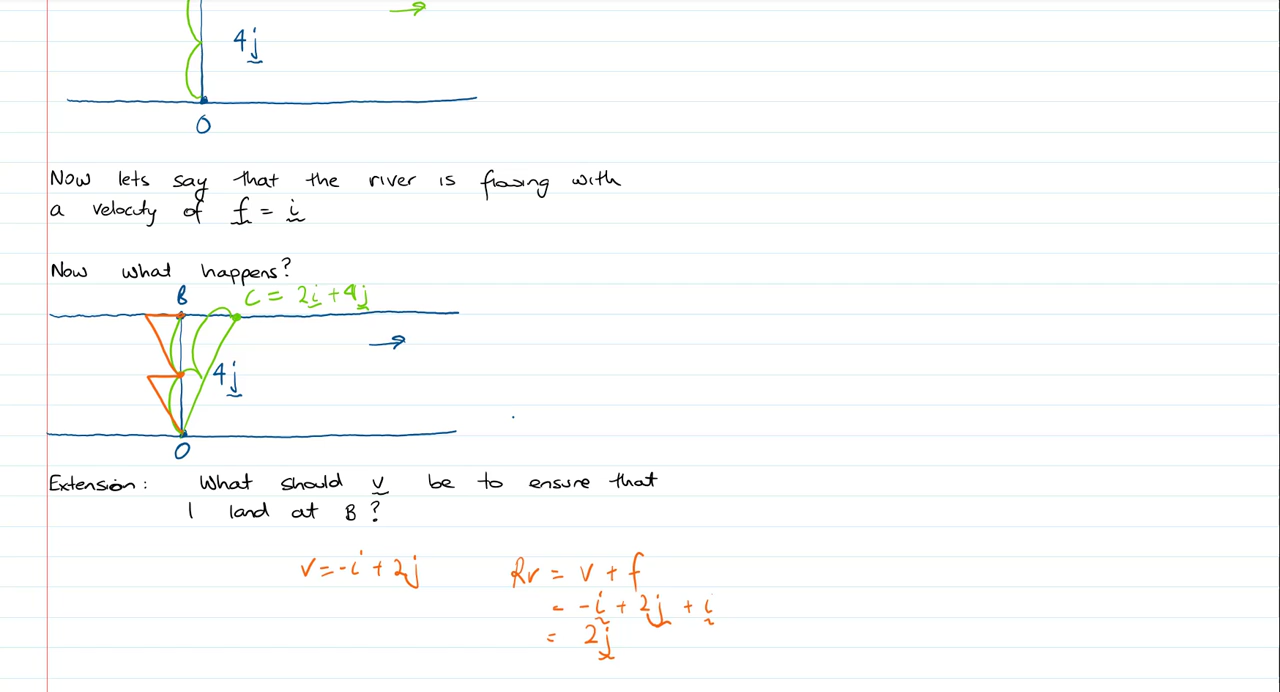 4j
O
Now lets say that the river is flowing with
a velocity of f = i
Now what happens?
B
C = 2i + 4j
4j
O
Extension: What should v be to ensure that
I land at B?
v = -i + 2j
Rv = v + f
= -i + 2j + i
= 2j